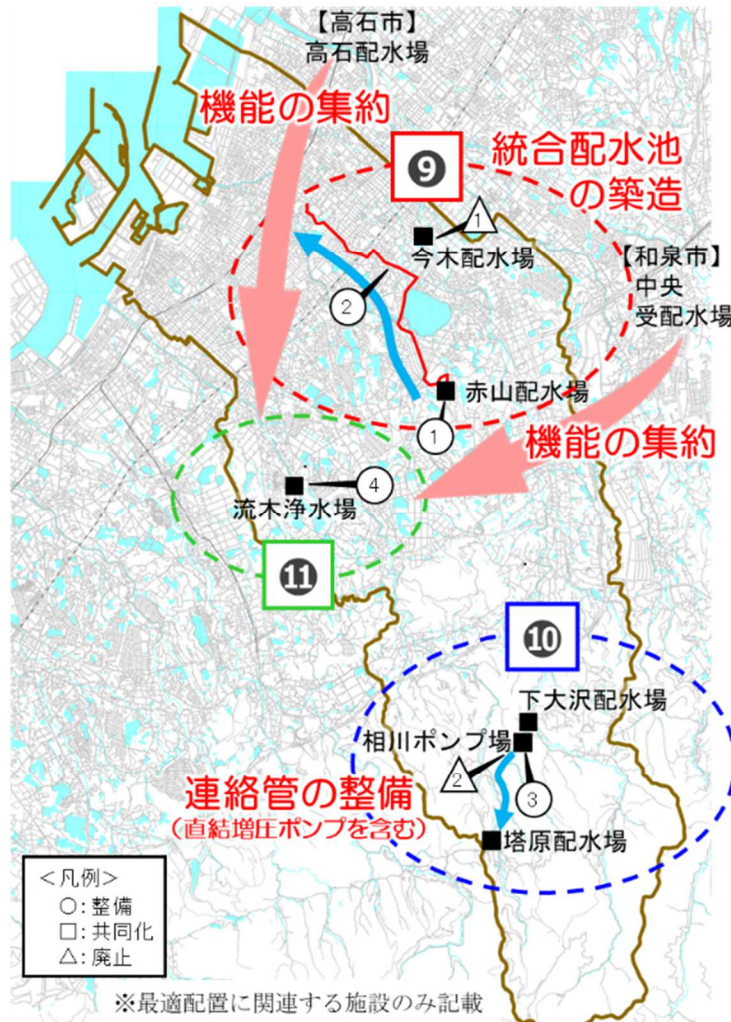 【高石市】
高石配水場
機能の集約
❾
統合配水池
の築造
1
今木配水場
【和泉市】
中央
受配水場
2
赤山配水場
1
機能の集約
4
流木浄水場
⓫
❿
下大沢配水場
相川ポンプ場
2
3
連絡管の整備
(直結増圧ポンプを含む)
塔原配水場
<凡例>
○:整備
□:共同化
△:廃止
※最適配置に関連する施設のみ記載